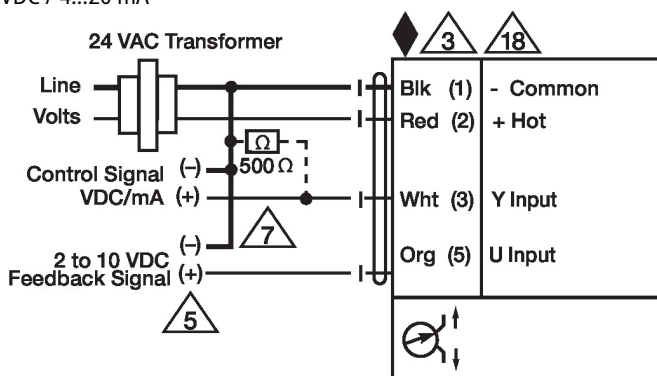 VDC / 4...20 mA
24 VAC Transformer
3
18
Line
Volts
Blk (1) - Common
Red (2) + Hot
Ω
500 Ω
Control Signal (-)
VDC/mA (+)
Wht (3) Y Input
7
(-)
2 to 10 VDC
Feedback Signal (+)
Org (5) U Input
5